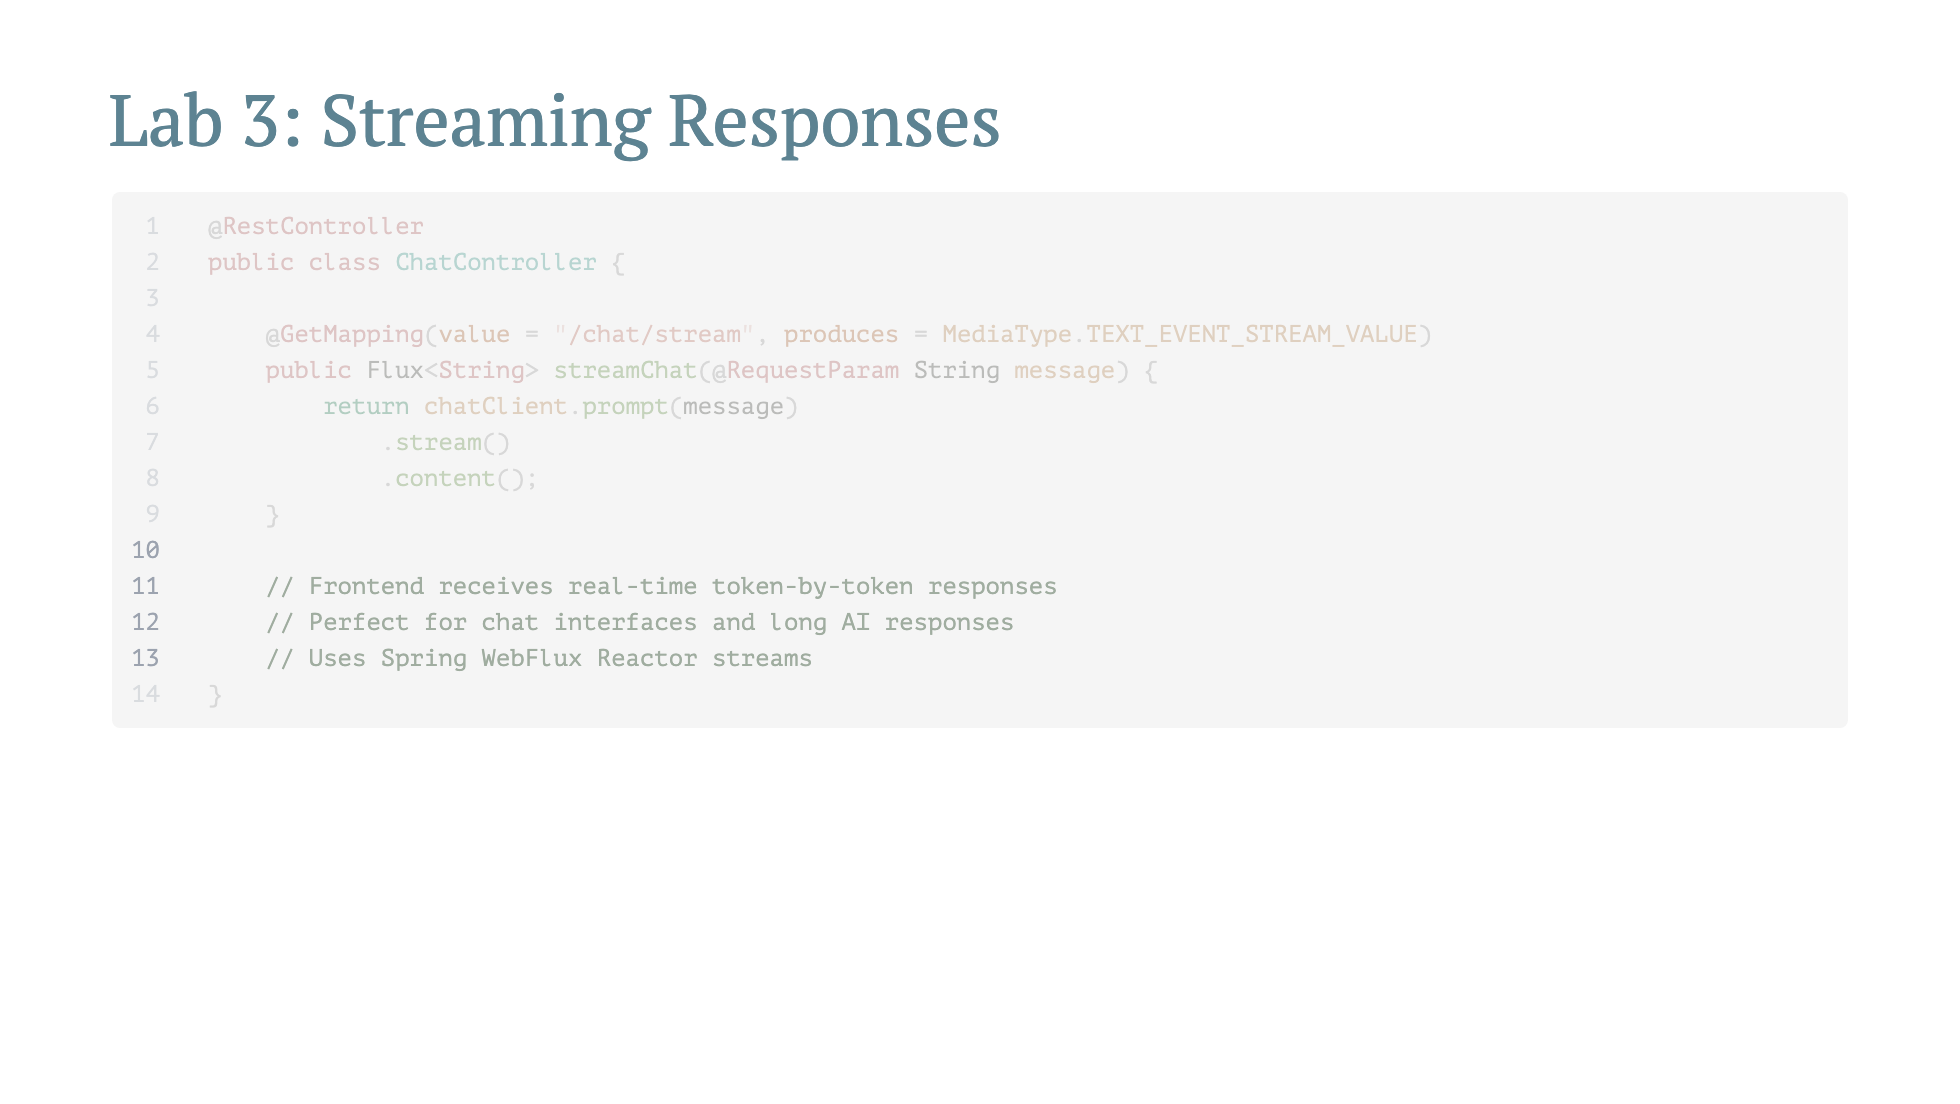 Lab 3: Streaming Responses
1 @RestController
2 public class ChatController {
3
4 @GetMapping(value = "/chat/stream", produces = MediaType.TEXT_EVENT_STREAM_VALUE)
5 public Flux<String> streamChat(@RequestParam String message) {
6 return chatClient.prompt(message)
7 .stream()
8 .content();
9 }
10
11 // Frontend receives real-time token-by-token responses
12 // Perfect for chat interfaces and long AI responses
13 // Uses Spring WebFlux Reactor streams
14 }